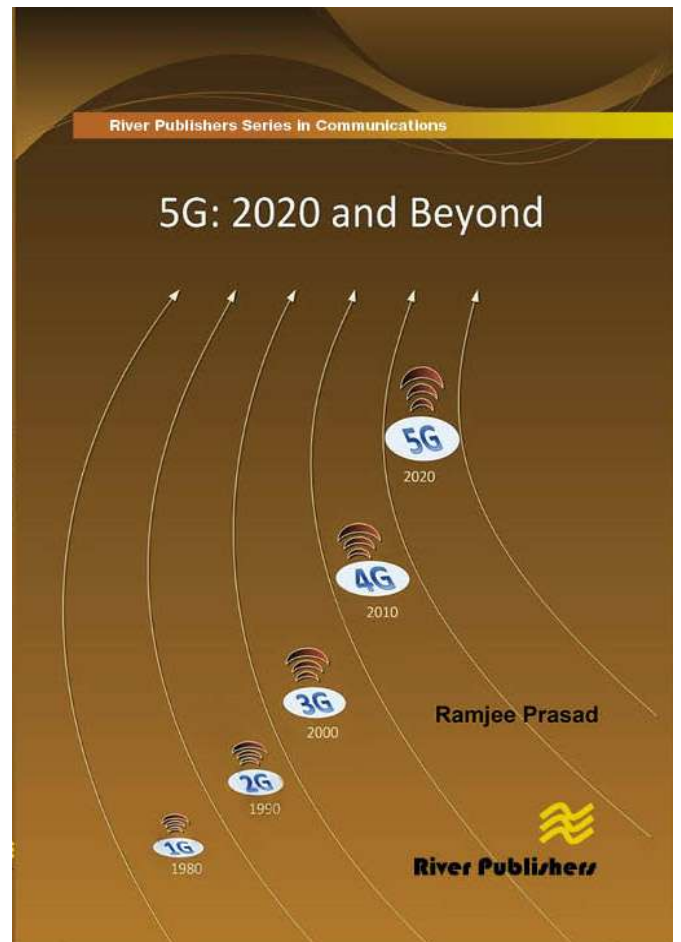 River Publishers Series in Communications
5G: 2020 and Beyond
5G
2020
4G
2010
3G
2000
Ramjee Prasad
2G
1990
1G
1980
River Publishers